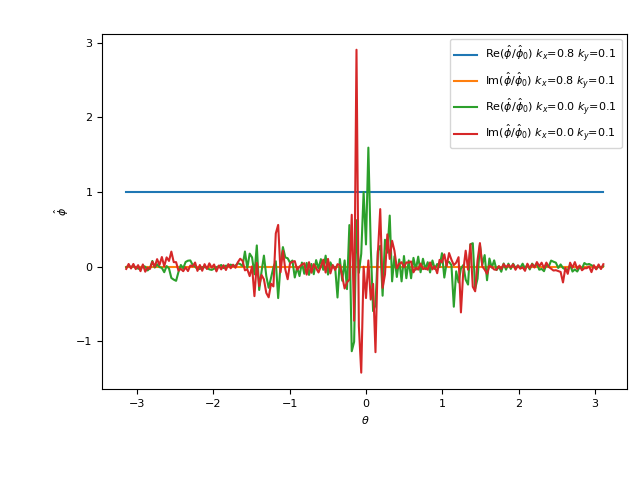 3
2
1
0
−1
−3
−2
−1
0
1
2
3
θ
ϕ̂
Re(ϕ̂/ϕ̂₀) kₓ=0.8 k_y=0.1
Im(ϕ̂/ϕ̂₀) kₓ=0.8 k_y=0.1
Re(ϕ̂/ϕ̂₀) kₓ=0.0 k_y=0.1
Im(ϕ̂/ϕ̂₀) kₓ=0.0 k_y=0.1